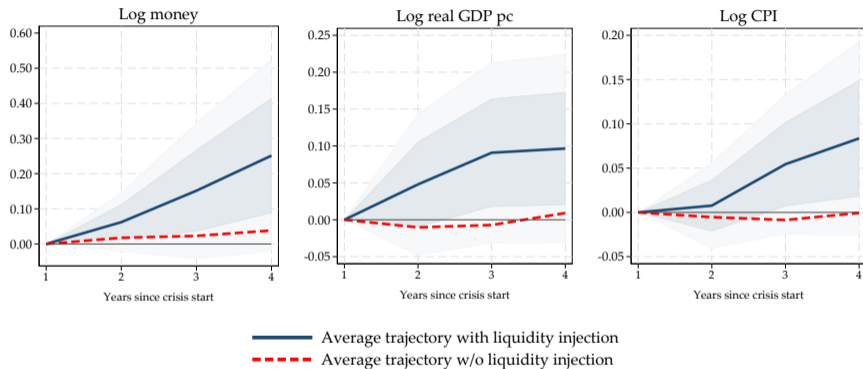 Log money
0.60
0.50
0.40
0.30
0.20
0.10
0.00
1 2 3 4
Years since crisis start
Log real GDP pc
0.25
0.20
0.15
0.10
0.05
0.00
-0.05
1 2 3 4
Years since crisis start
Log CPI
0.20
0.15
0.10
0.05
0.00
-0.05
1 2 3 4
Years since crisis start
Average trajectory with liquidity injection
Average trajectory w/o liquidity injection